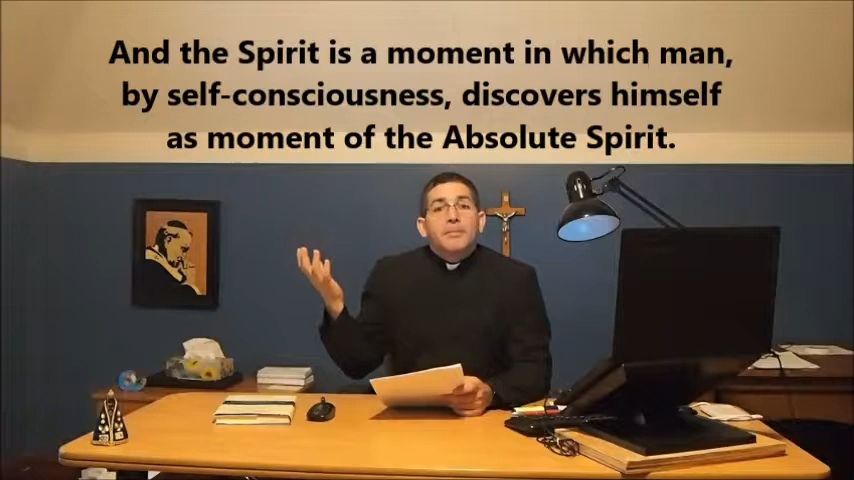 And the Spirit is a moment in which man,
by self-consciousness, discovers himself
as moment of the Absolute Spirit.